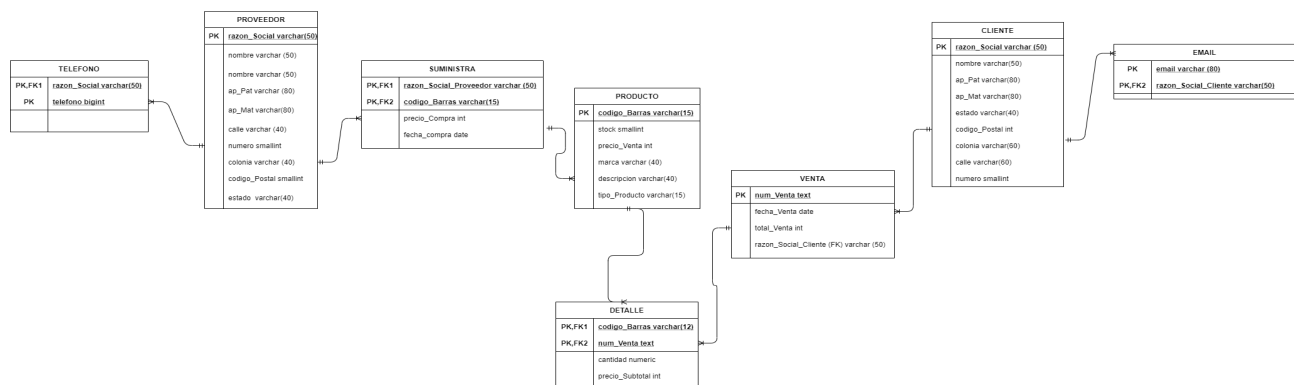 TELEFONO
PK,FK1 razon_Social varchar(50)
PK telefono bigint
PROVEEDOR
PK razon_Social varchar(50)
nombre varchar (50)
nombre varchar (50)
ap_Pat varchar (80)
ap_Mat varchar(80)
calle varchar (40)
numero smallint
colonia varchar (40)
codigo_Postal smallint
estado varchar(40)
SUMINISTRA
PK,FK1 razon_Social_Proveedor varchar (50)
PK,FK2 codigo_Barras varchar(15)
precio_Compra int
fecha_compra date
PRODUCTO
PK codigo_Barras varchar(15)
stock smallint
precio_Venta int
marca varchar (40)
descripcion varchar(40)
tipo_Producto varchar(15)
DETALLE
PK,FK1 codigo_Barras varchar(12)
PK,FK2 num_Venta text
cantidad numeric
precio_Subtotal int
VENTA
PK num_Venta text
fecha_Venta date
total_Venta int
razon_Social_Cliente (FK) varchar (50)
CLIENTE
PK razon_Social varchar (50)
nombre varchar(50)
ap_Pat varchar(80)
ap_Mat varchar(80)
estado varchar(40)
codigo_Postal int
colonia varchar(60)
calle varchar(60)
numero smallint
EMAIL
PK email varchar (80)
PK,FK2 razon_Social_Cliente varchar(50)